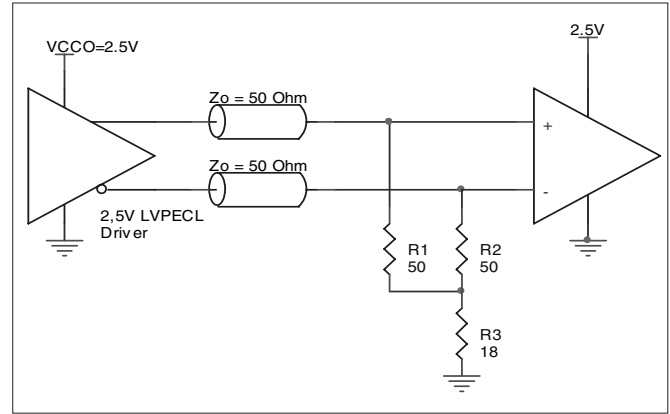 VCCO=2.5V
2.5V
Zo = 50 Ohm
+
Zo = 50 Ohm
-
2,5V LVPECL
Driver
R1
50
R2
50
R3
18